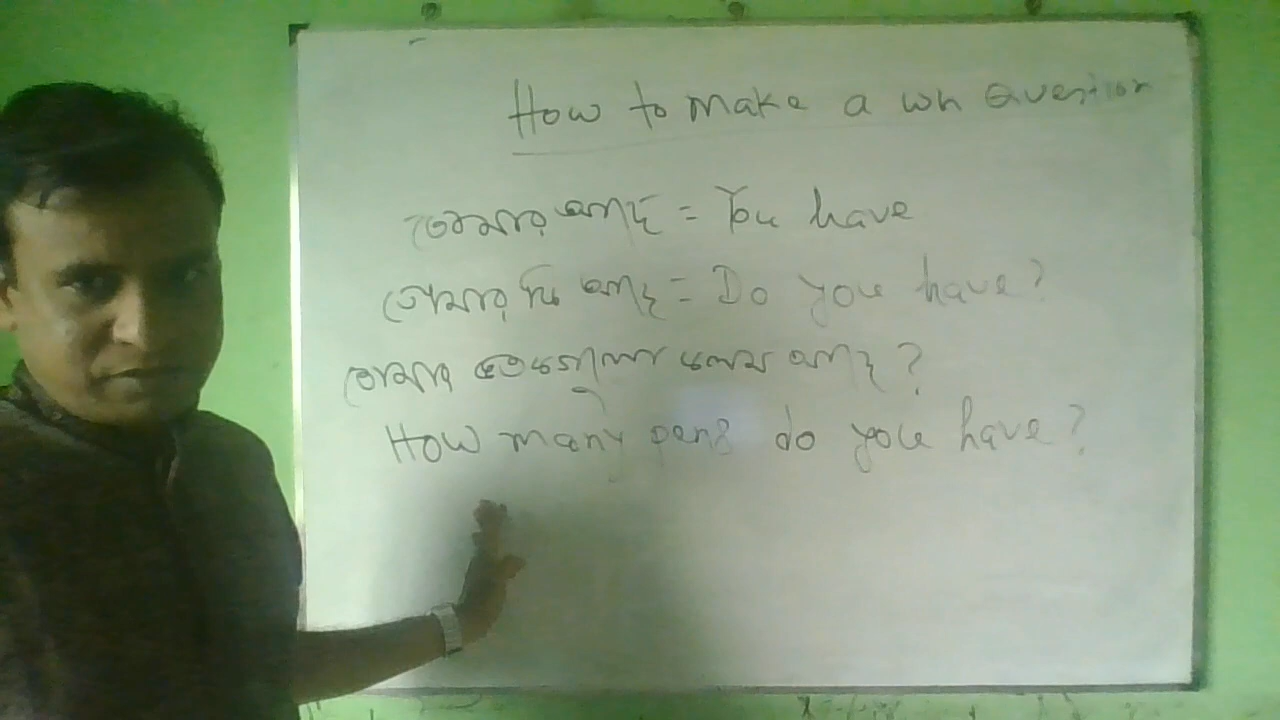 How to make a wh Question
তোমার আছে = You have
তোমার কি আছে = Do you have?
তোমার কতগুলো কলম আছে ?
How many pens do you have?